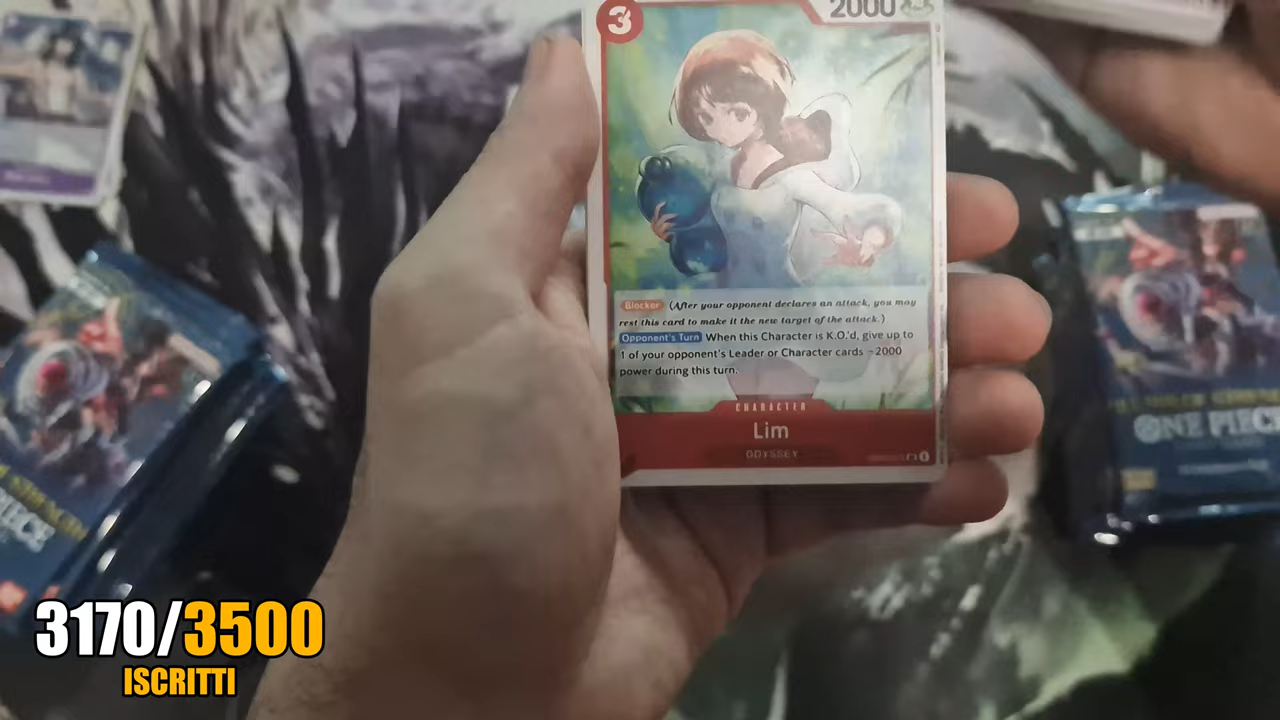 3
2000
Blocker (After your opponent declares an attack, you may
rest this card to make it the new target of the attack.)
Opponent's Turn When this Character is K.O.'d, give up to
1 of your opponent's Leader or Character cards −2000
power during this turn.
CHARACTER
Lim
ODYSSEY
ONE PIECE
3170/3500
ISCRITTI